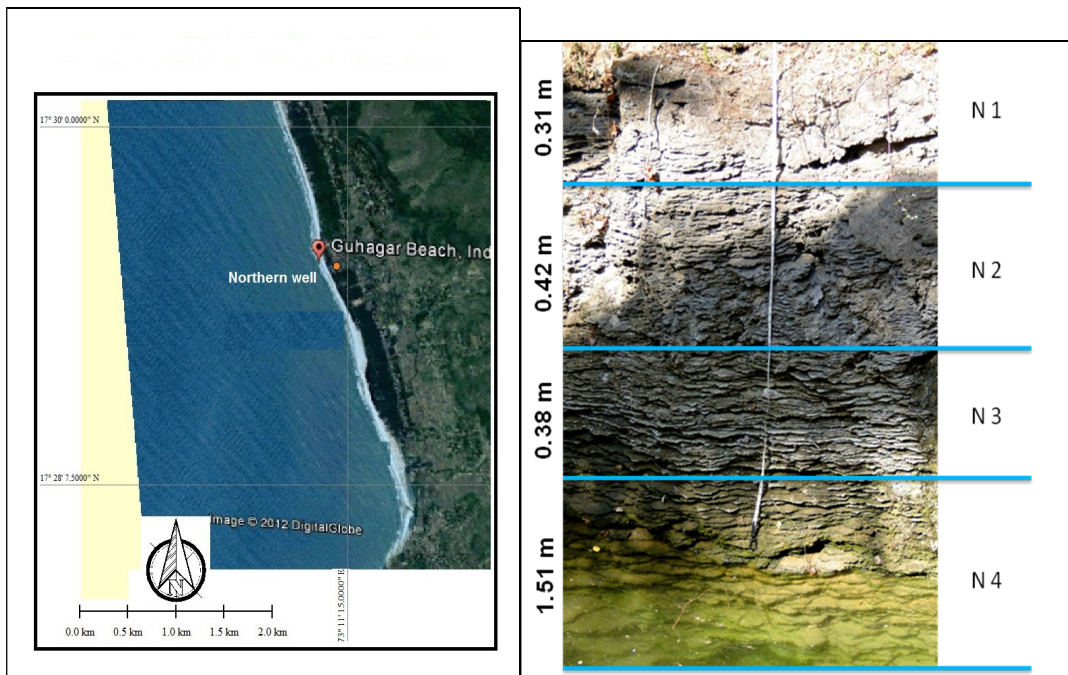 17° 30 0.0000" N
Guhagar Beach, Ind
Northern well
17° 28' 7.5000" N
Image © 2012 DigitalGlobe
N
73° 11' 15.0000" E
0.0 km 0.5 km 1.0 km 1.5 km 2.0 km
0.31 m
N 1
0.42 m
N 2
0.38 m
N 3
1.51 m
N 4